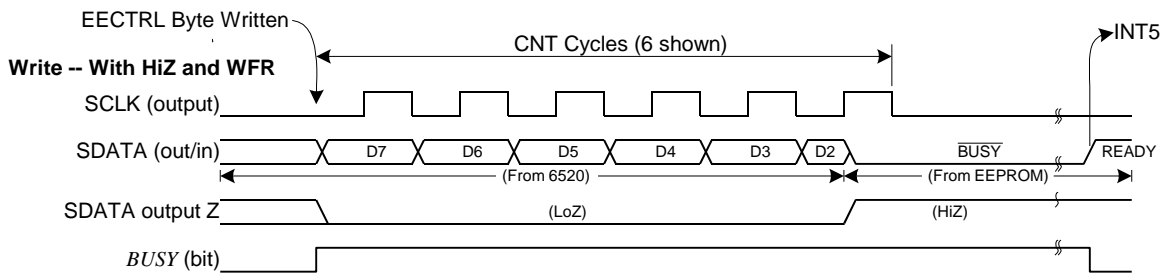 EECTRL Byte Written
INT5
CNT Cycles (6 shown)
Write -- With HiZ and WFR
SCLK (output)
SDATA (out/in)
D7 D6 D5 D4 D3 D2 BUSY READY
(From 6520) (From EEPROM)
SDATA output Z
(LoZ) (HiZ)
BUSY (bit)